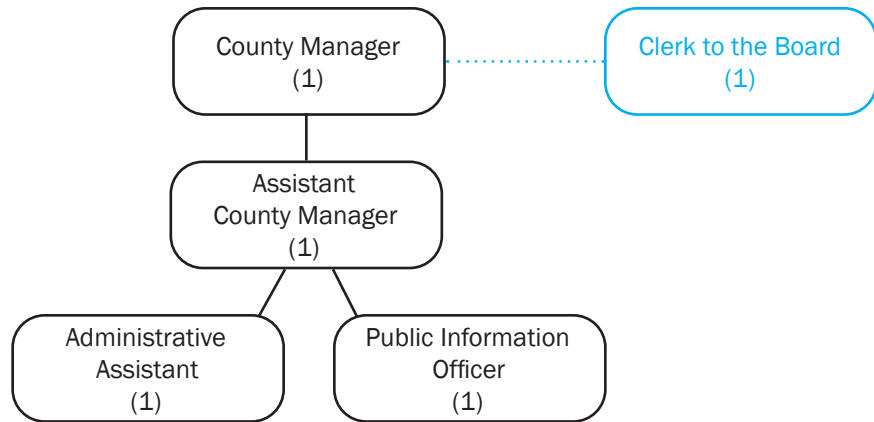 County Manager
(1)
Clerk to the Board
(1)
Assistant
County Manager
(1)
Administrative
Assistant
(1)
Public Information
Officer
(1)